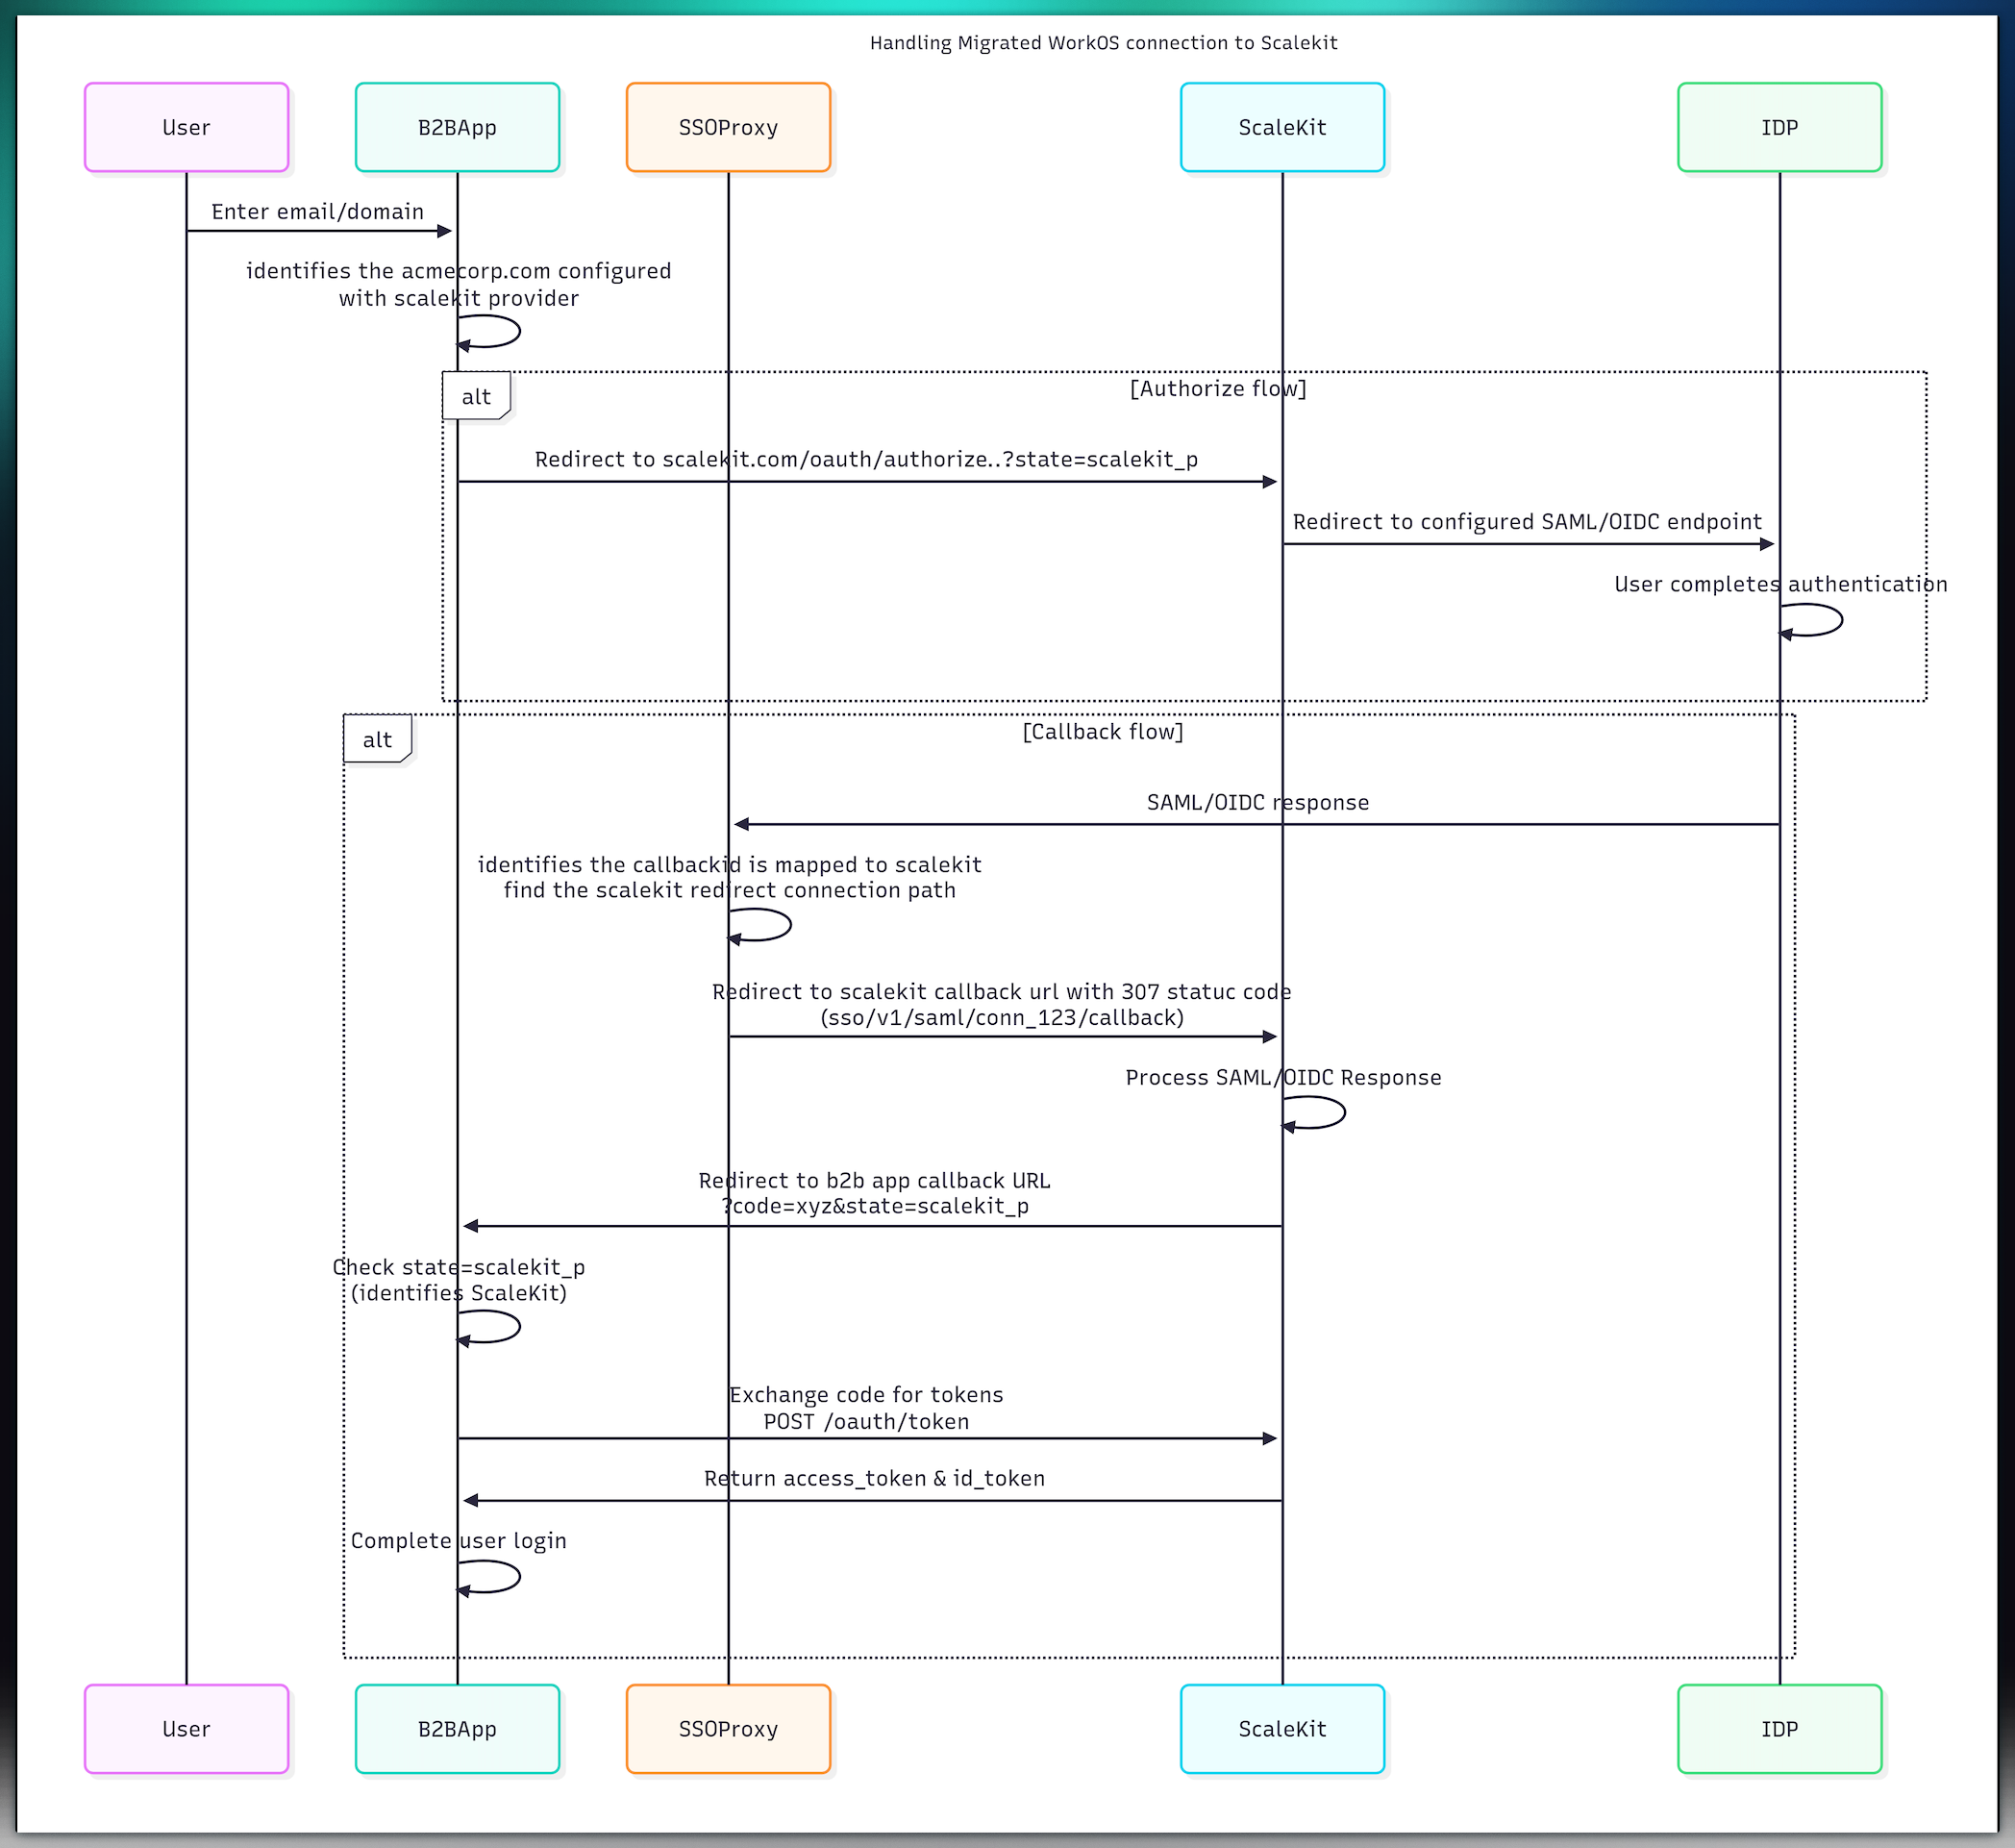 Handling Migrated WorkOS connection to Scalekit
User
B2BApp
SSOProxy
ScaleKit
IDP
Enter email/domain
identifies the acmecorp.com configured
with scalekit provider
alt
[Authorize flow]
Redirect to scalekit.com/oauth/authorize..?state=scalekit_p
Redirect to configured SAML/OIDC endpoint
User completes authentication
alt
[Callback flow]
SAML/OIDC response
identifies the callbackid is mapped to scalekit
find the scalekit redirect connection path
Redirect to scalekit callback url with 307 statuc code
(sso/v1/saml/conn_123/callback)
Process SAML/OIDC Response
Redirect to b2b app callback URL
?code=xyz&state=scalekit_p
Check state=scalekit_p
(identifies ScaleKit)
Exchange code for tokens
POST /oauth/token
Return access_token & id_token
Complete user login
User
B2BApp
SSOProxy
ScaleKit
IDP